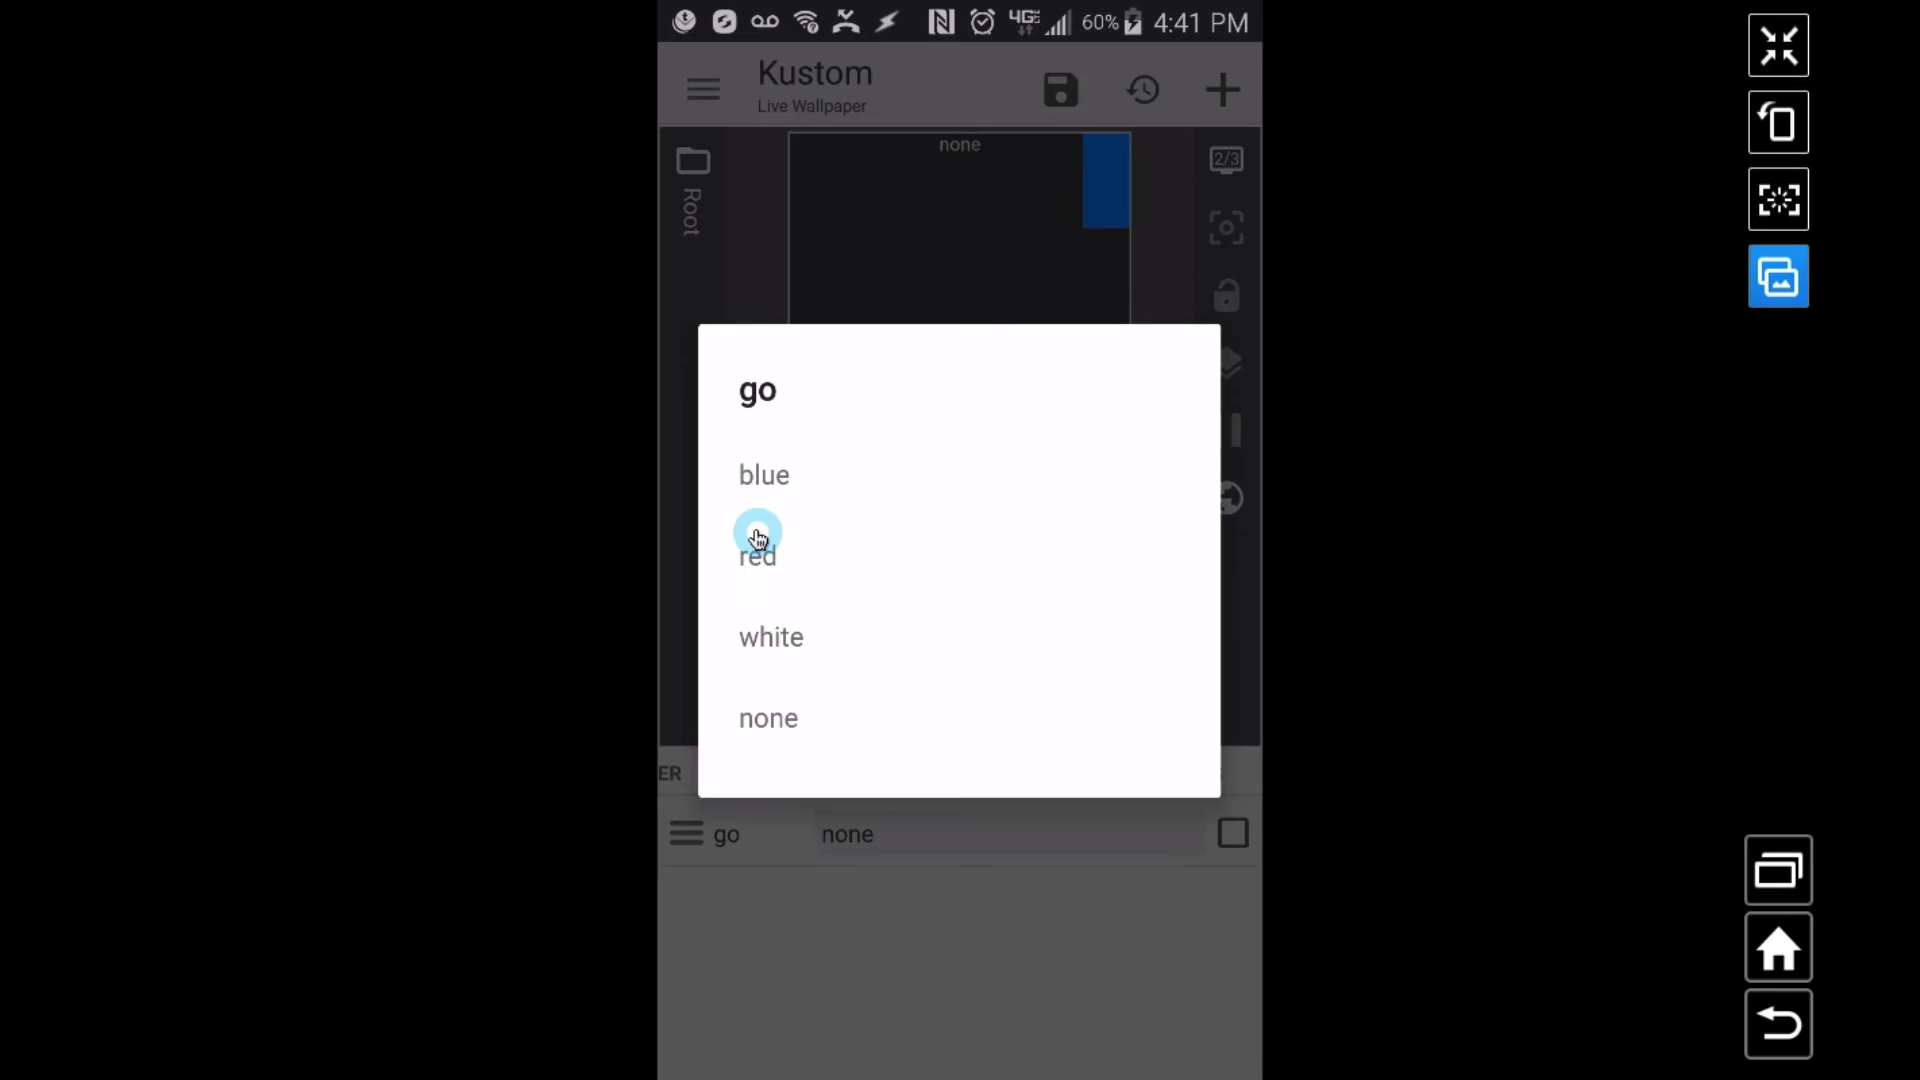 60% 4:41 PM
Kustom
Live Wallpaper
none
2/3
Root
go
blue
red
white
none
ER
go none